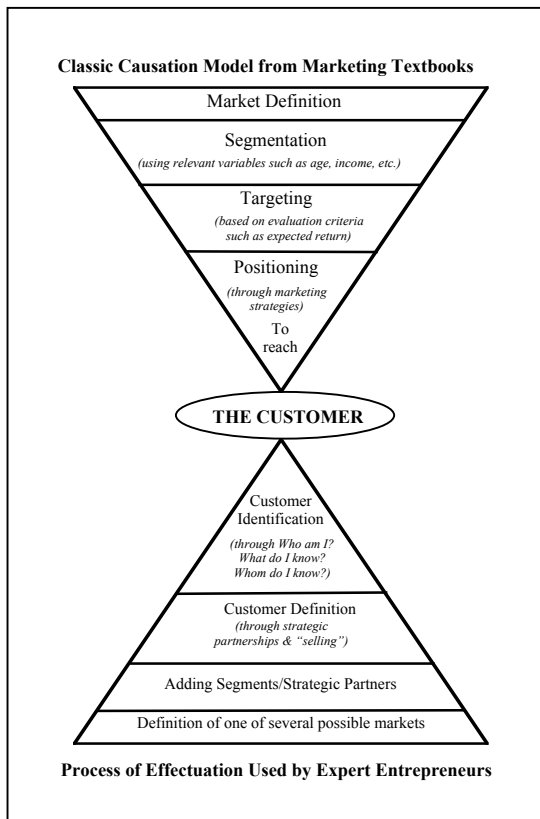 Classic Causation Model from Marketing Textbooks
Market Definition
Segmentation
(using relevant variables such as age, income, etc.)
Targeting
(based on evaluation criteria
such as expected return)
Positioning
(through marketing
strategies)
To
reach
THE CUSTOMER
Customer
Identification
(through Who am I?
What do I know?
Whom do I know?)
Customer Definition
(through strategic
partnerships & “selling”)
Adding Segments/Strategic Partners
Definition of one of several possible markets
Process of Effectuation Used by Expert Entrepreneurs